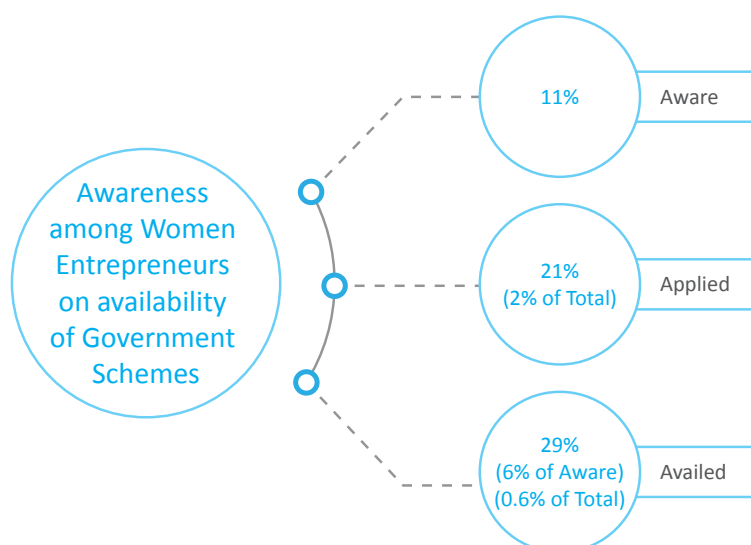 Awareness
among Women
Entrepreneurs
on availability
of Government
Schemes
11%
Aware
21%
(2% of Total)
Applied
29%
(6% of Aware)
(0.6% of Total)
Availed